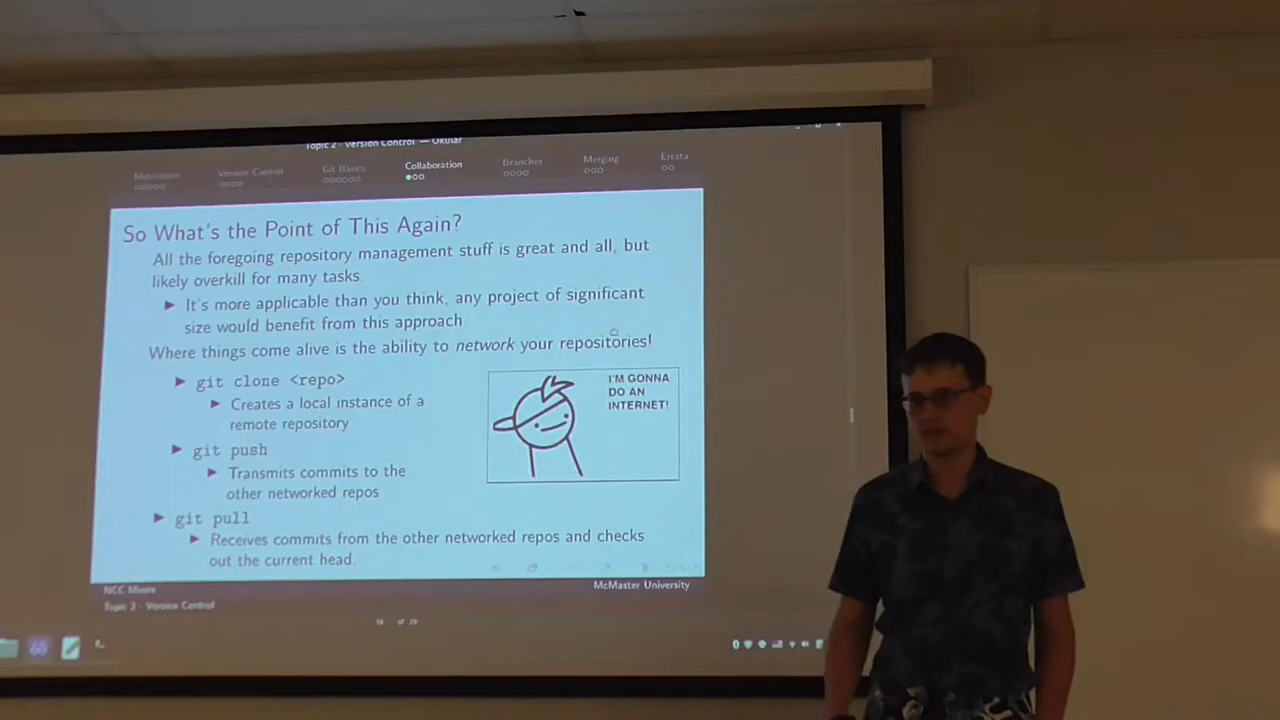 Topic 2 - Version Control — Okular
Motivation Version Control Git Basics Collaboration Branches Merging Errata
So What's the Point of This Again?
All the foregoing repository management stuff is great and all, but
likely overkill for many tasks.
It's more applicable than you think, any project of significant
size would benefit from this approach
Where things come alive is the ability to network your repositories!
git clone <repo>
Creates a local instance of a
remote repository
I'M GONNA
DO AN
INTERNET!
git push
Transmits commits to the
other networked repos
git pull
Receives commits from the other networked repos and checks
out the current head.
NCC Moore McMaster University
Topic 2 - Version Control
of 29